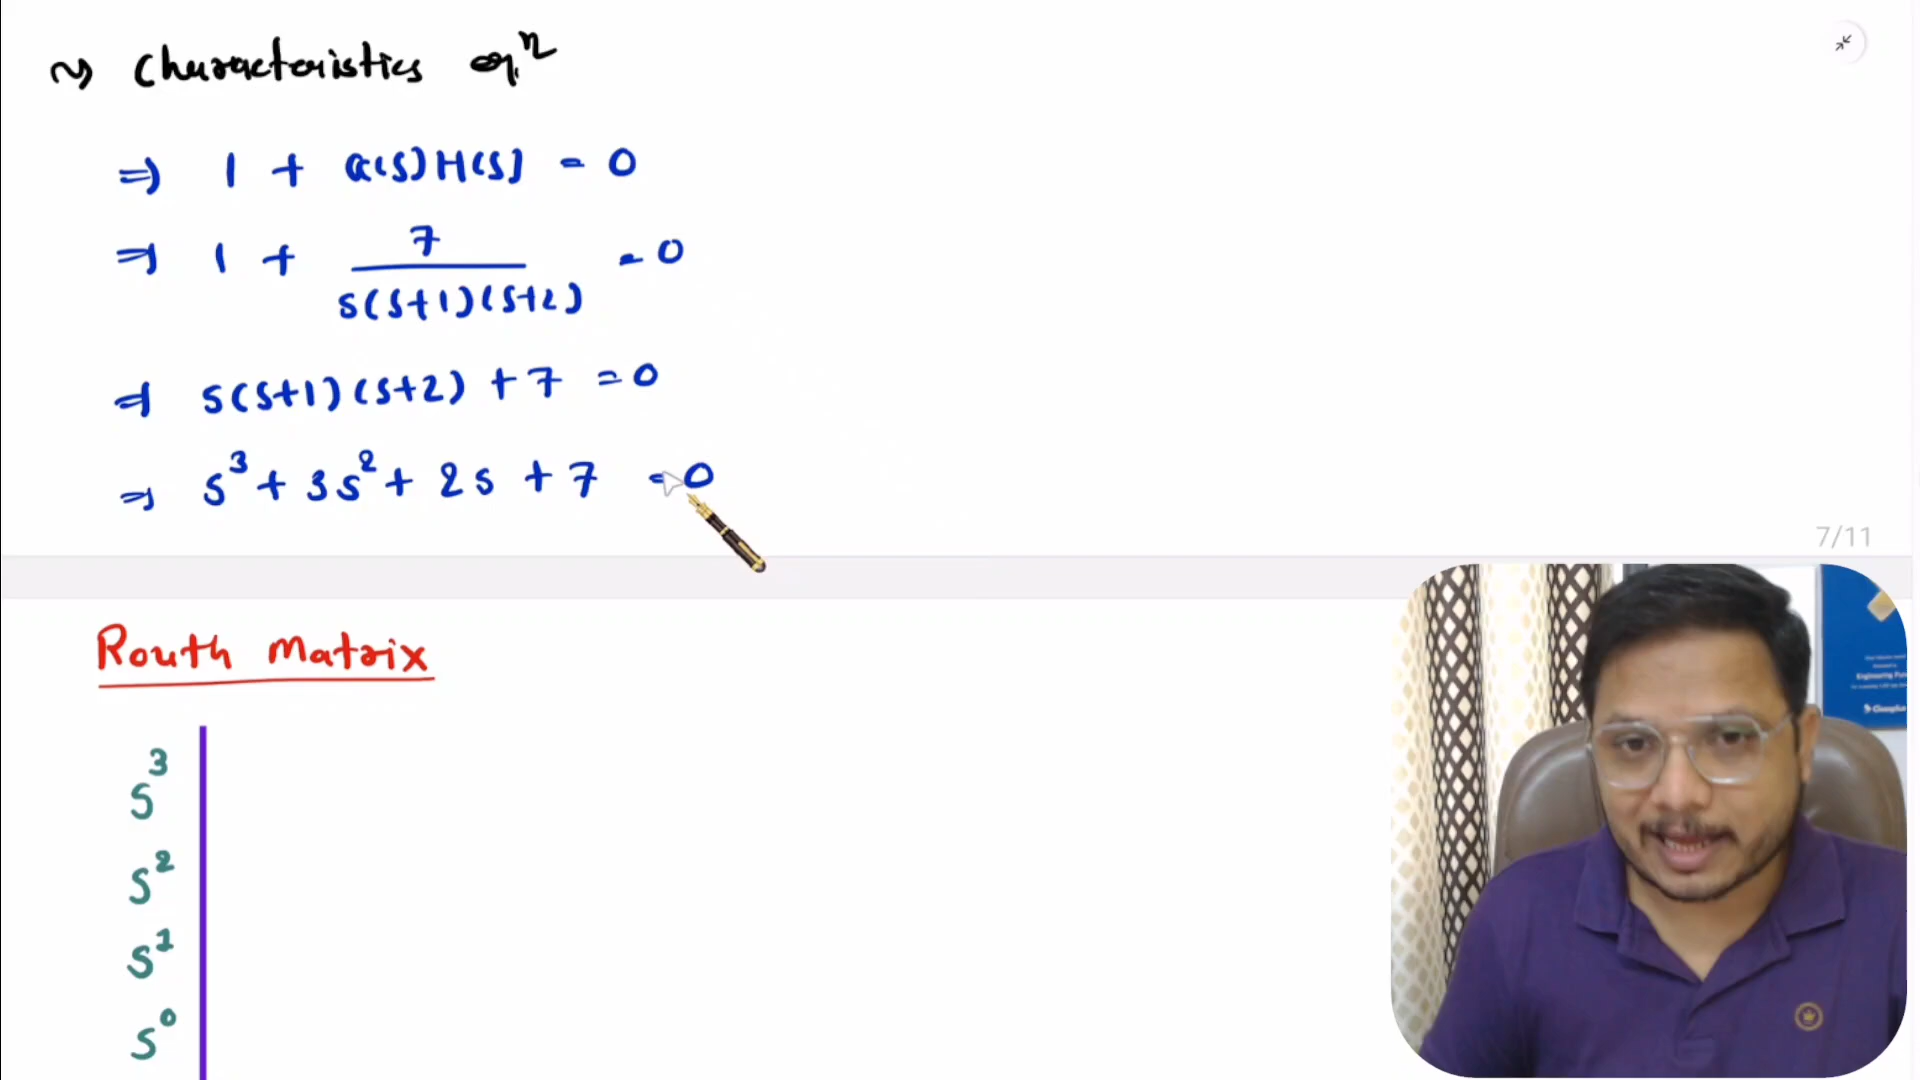 ~> Characteristics eqⁿ
⇒ 1 + G(s)H(s) = 0
⇒ 1 + 7 / s(s+1)(s+2) = 0
⇒ s(s+1)(s+2) + 7 = 0
⇒ s³ + 3s² + 2s + 7 = 0
7/11
Routh Matrix
s³
s²
s¹
s⁰